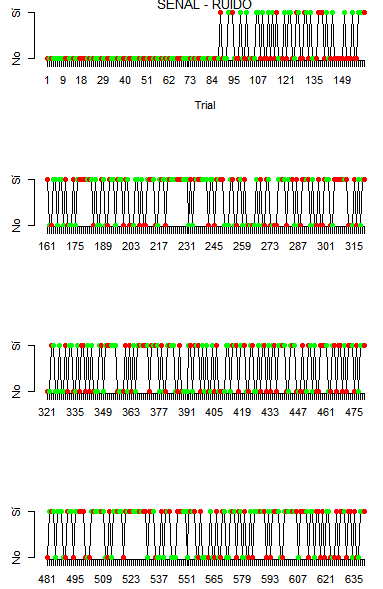 SEÑAL - RUIDO
Sí
No
1 9 18 29 40 51 62 73 84 95 107 121 135 149
Trial
Sí
No
161 175 189 203 217 231 245 259 273 287 301 315
Sí
No
321 335 349 363 377 391 405 419 433 447 461 475
Sí
No
481 495 509 523 537 551 565 579 593 607 621 635